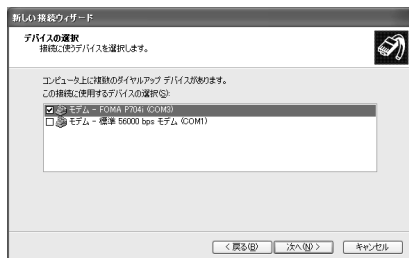 新しい接続ウィザード
デバイスの選択
接続に使うデバイスを選択します。
コンピュータ上に複数のダイヤルアップ デバイスがあります。
この接続に使用するデバイスの選択(S):
モデム - FOMA P704i (COM3)
モデム - 標準 56000 bps モデム (COM1)
< 戻る(B)
次へ(N) >
キャンセル